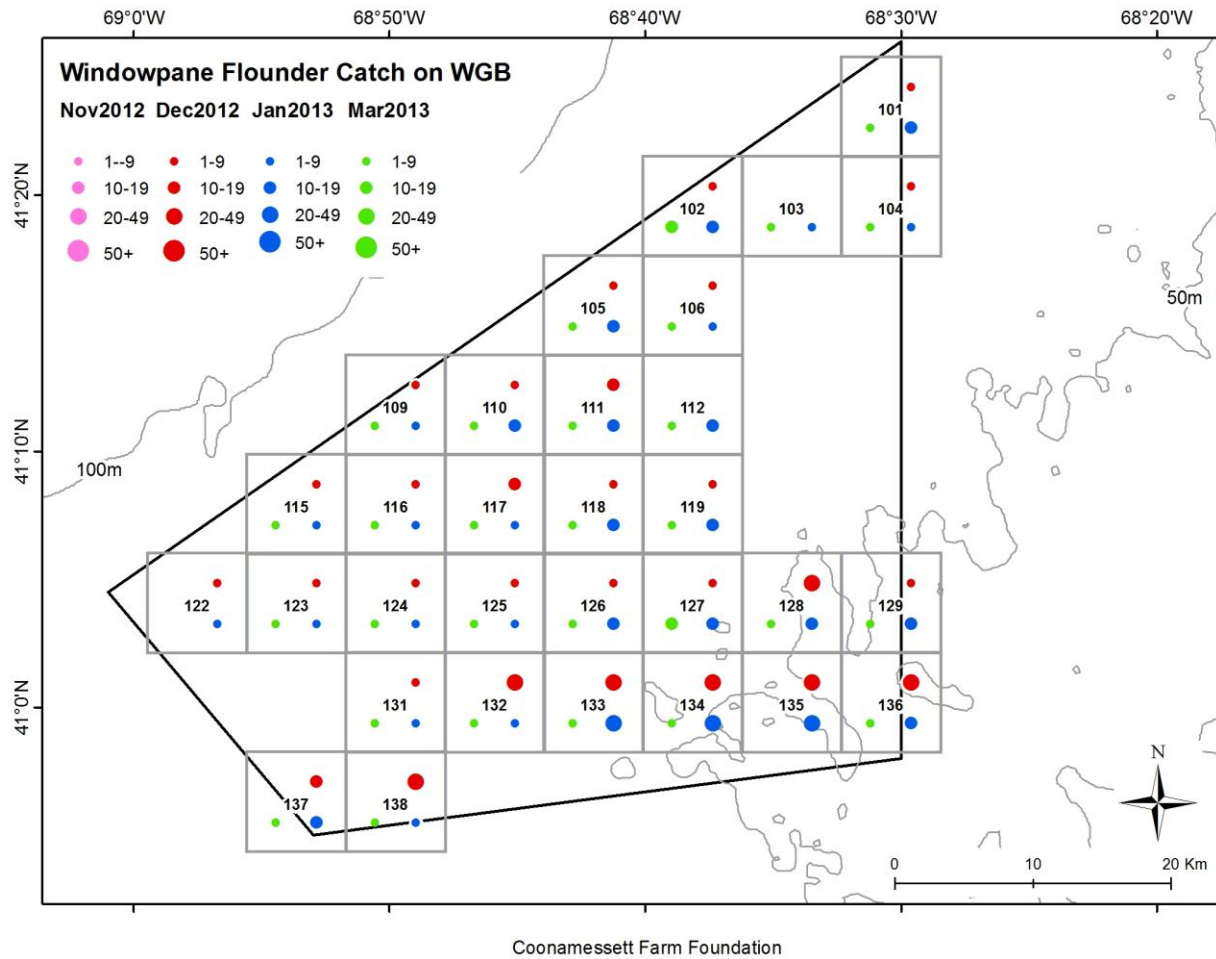 69°0'W 68°50'W 68°40'W 68°30'W 68°20'W
Windowpane Flounder Catch on WGB
Nov2012 Dec2012 Jan2013 Mar2013
1--9 1-9 1-9 1-9
10-19 10-19 10-19 10-19
20-49 20-49 20-49 20-49
50+ 50+ 50+ 50+
41°20'N
41°10'N
41°0'N
101
102 103 104
105 106
50m
109 110 111 112
100m
115 116 117 118 119
122 123 124 125 126 127 128 129
131 132 133 134 135 136
137 138
N
0 10 20 Km
Coonamessett Farm Foundation